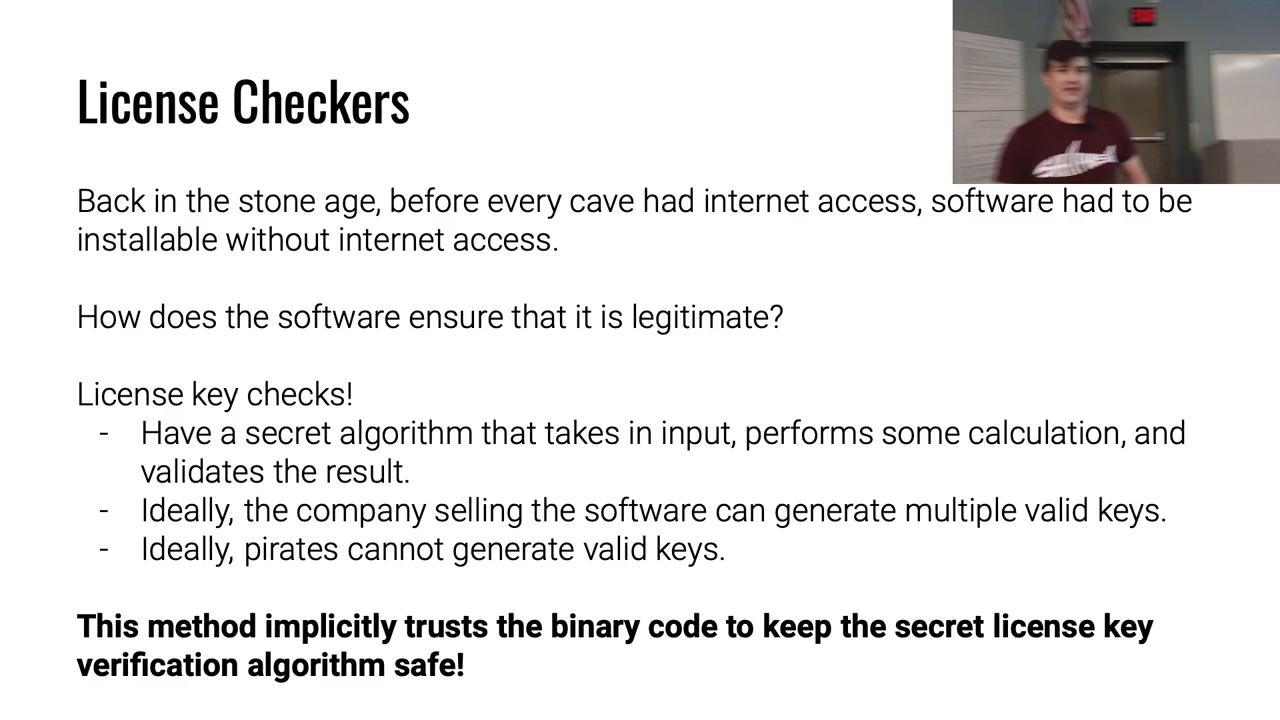 License Checkers
Back in the stone age, before every cave had internet access, software had to be
installable without internet access.
How does the software ensure that it is legitimate?
License key checks!
- Have a secret algorithm that takes in input, performs some calculation, and
validates the result.
- Ideally, the company selling the software can generate multiple valid keys.
- Ideally, pirates cannot generate valid keys.
This method implicitly trusts the binary code to keep the secret license key
verification algorithm safe!